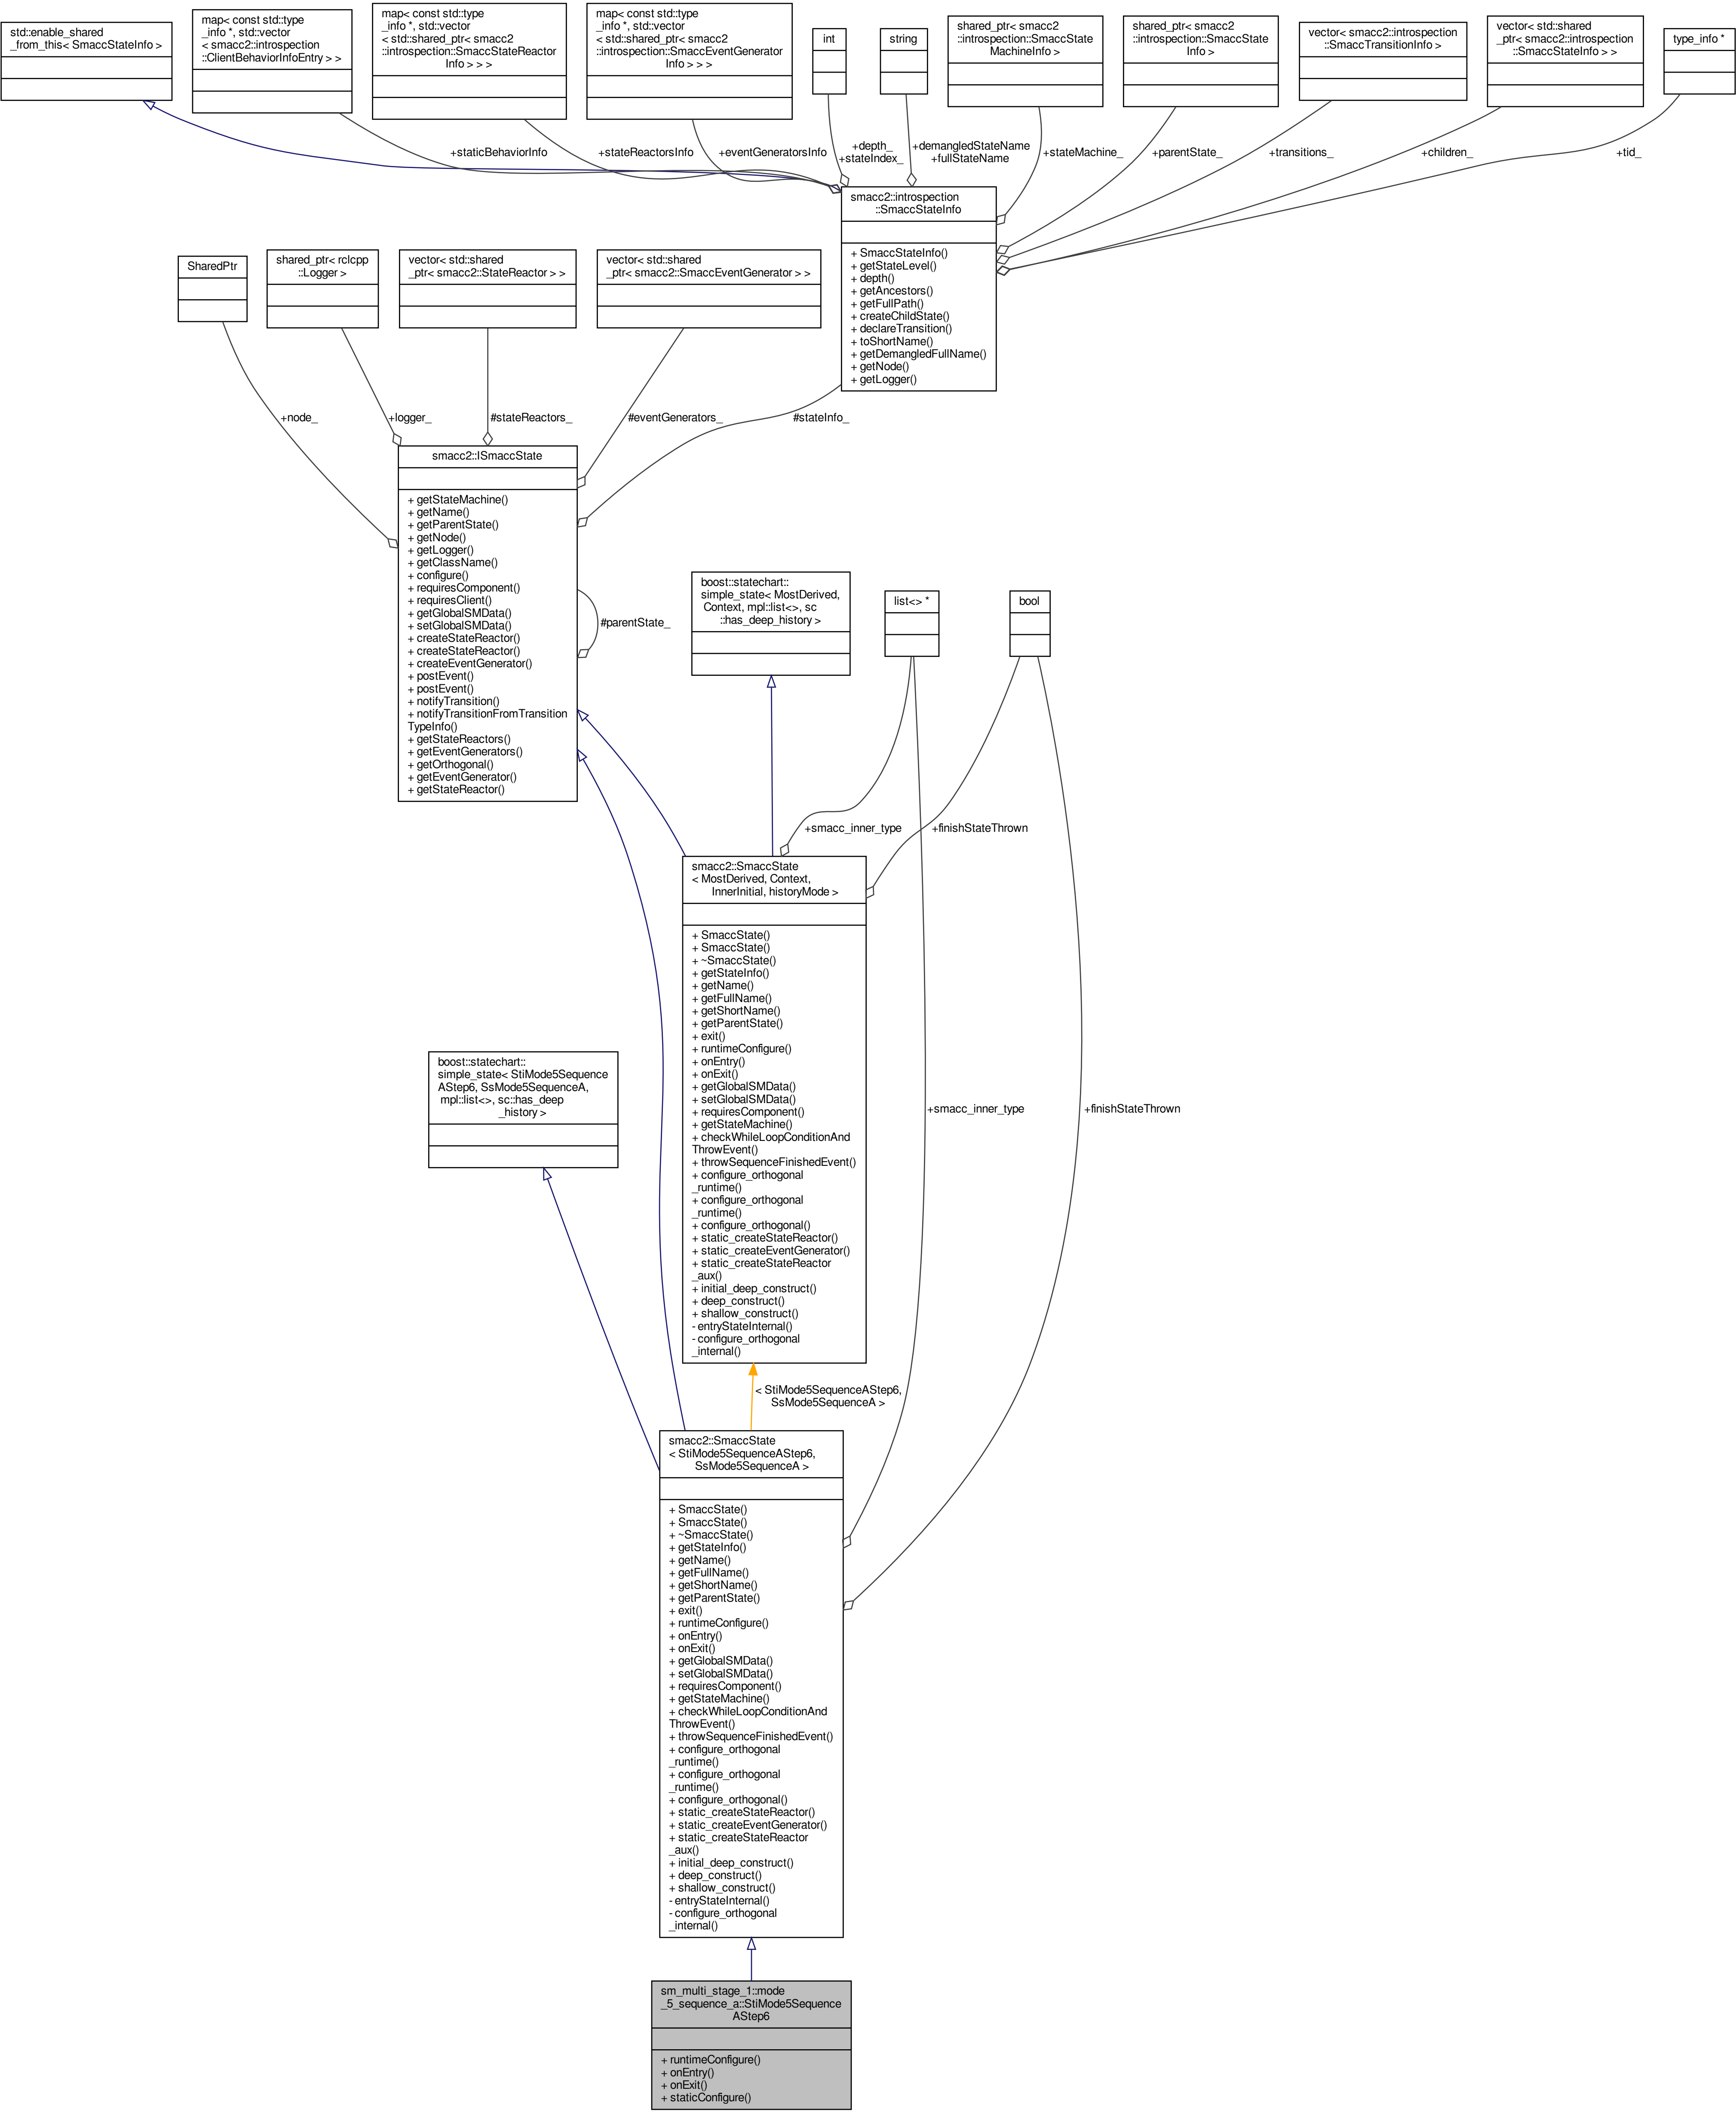 std::enable_shared
_from_this< SmaccStateInfo >
map< const std::type
_info *, std::vector
< smacc2::introspection
::ClientBehaviorInfoEntry > >
map< const std::type
_info *, std::vector
< std::shared_ptr< smacc2
::introspection::SmaccStateReactor
Info > > >
map< const std::type
_info *, std::vector
< std::shared_ptr< smacc2
::introspection::SmaccEventGenerator
Info > > >
int
string
shared_ptr< smacc2
::introspection::SmaccState
MachineInfo >
shared_ptr< smacc2
::introspection::SmaccState
Info >
vector< smacc2::introspection
::SmaccTransitionInfo >
vector< std::shared
_ptr< smacc2::introspection
::SmaccStateInfo > >
type_info *
+staticBehaviorInfo
+stateReactorsInfo
+eventGeneratorsInfo
+depth_
+stateIndex_
+demangledStateName
+fullStateName
+stateMachine_
+parentState_
+transitions_
+children_
+tid_
smacc2::introspection
::SmaccStateInfo
+ SmaccStateInfo()
+ getStateLevel()
+ depth()
+ getAncestors()
+ getFullPath()
+ createChildState()
+ declareTransition()
+ toShortName()
+ getDemangledFullName()
+ getNode()
+ getLogger()
SharedPtr
shared_ptr< rclcpp
::Logger >
vector< std::shared
_ptr< smacc2::StateReactor > >
vector< std::shared
_ptr< smacc2::SmaccEventGenerator > >
+node_
+logger_
#stateReactors_
#eventGenerators_
#stateInfo_
smacc2::ISmaccState
+ getStateMachine()
+ getName()
+ getParentState()
+ getNode()
+ getLogger()
+ getClassName()
+ configure()
+ requiresComponent()
+ requiresClient()
+ getGlobalSMData()
+ setGlobalSMData()
+ createStateReactor()
+ createStateReactor()
+ createEventGenerator()
+ postEvent()
+ postEvent()
+ notifyTransition()
+ notifyTransitionFromTransition
TypeInfo()
+ getStateReactors()
+ getEventGenerators()
+ getOrthogonal()
+ getEventGenerator()
+ getStateReactor()
#parentState_
boost::statechart::
simple_state< MostDerived,
Context, mpl::list<>, sc
::has_deep_history >
list<> *
bool
+smacc_inner_type
+finishStateThrown
smacc2::SmaccState
< MostDerived, Context,
InnerInitial, historyMode >
+ SmaccState()
+ SmaccState()
+ ~SmaccState()
+ getStateInfo()
+ getName()
+ getFullName()
+ getShortName()
+ getParentState()
+ exit()
+ runtimeConfigure()
+ onEntry()
+ onExit()
+ getGlobalSMData()
+ setGlobalSMData()
+ requiresComponent()
+ getStateMachine()
+ checkWhileLoopConditionAnd
ThrowEvent()
+ throwSequenceFinishedEvent()
+ configure_orthogonal
_runtime()
+ configure_orthogonal
_runtime()
+ configure_orthogonal()
+ static_createStateReactor()
+ static_createEventGenerator()
+ static_createStateReactor
_aux()
+ initial_deep_construct()
+ deep_construct()
+ shallow_construct()
- entryStateInternal()
- configure_orthogonal
_internal()
boost::statechart::
simple_state< StiMode5Sequence
AStep6, SsMode5SequenceA,
mpl::list<>, sc::has_deep
_history >
+smacc_inner_type
+finishStateThrown
< StiMode5SequenceAStep6,
SsMode5SequenceA >
smacc2::SmaccState
< StiMode5SequenceAStep6,
SsMode5SequenceA >
+ SmaccState()
+ SmaccState()
+ ~SmaccState()
+ getStateInfo()
+ getName()
+ getFullName()
+ getShortName()
+ getParentState()
+ exit()
+ runtimeConfigure()
+ onEntry()
+ onExit()
+ getGlobalSMData()
+ setGlobalSMData()
+ requiresComponent()
+ getStateMachine()
+ checkWhileLoopConditionAnd
ThrowEvent()
+ throwSequenceFinishedEvent()
+ configure_orthogonal
_runtime()
+ configure_orthogonal
_runtime()
+ configure_orthogonal()
+ static_createStateReactor()
+ static_createEventGenerator()
+ static_createStateReactor
_aux()
+ initial_deep_construct()
+ deep_construct()
+ shallow_construct()
- entryStateInternal()
- configure_orthogonal
_internal()
sm_multi_stage_1::mode
_5_sequence_a::StiMode5Sequence
AStep6
+ runtimeConfigure()
+ onEntry()
+ onExit()
+ staticConfigure()